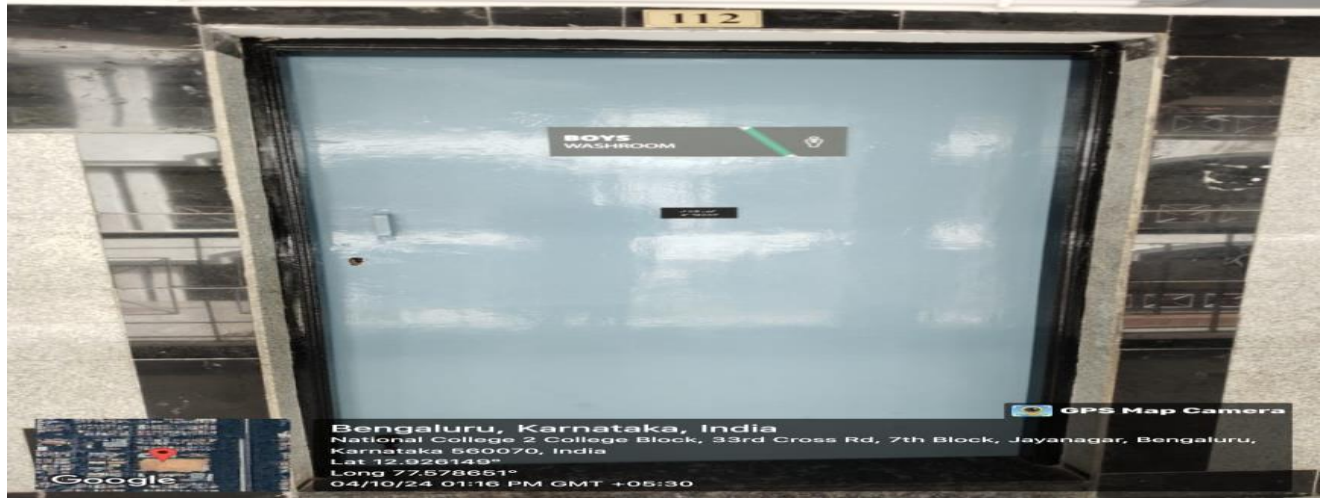 112
BOYS
WASHROOM
GPS Map Camera
Bengaluru, Karnataka, India
National College 2 College Block, 33rd Cross Rd, 7th Block, Jayanagar, Bengaluru,
Karnataka 560070, India
Lat 12.926149°
Long 77.578651°
04/10/24 01:16 PM GMT +05:30
Google